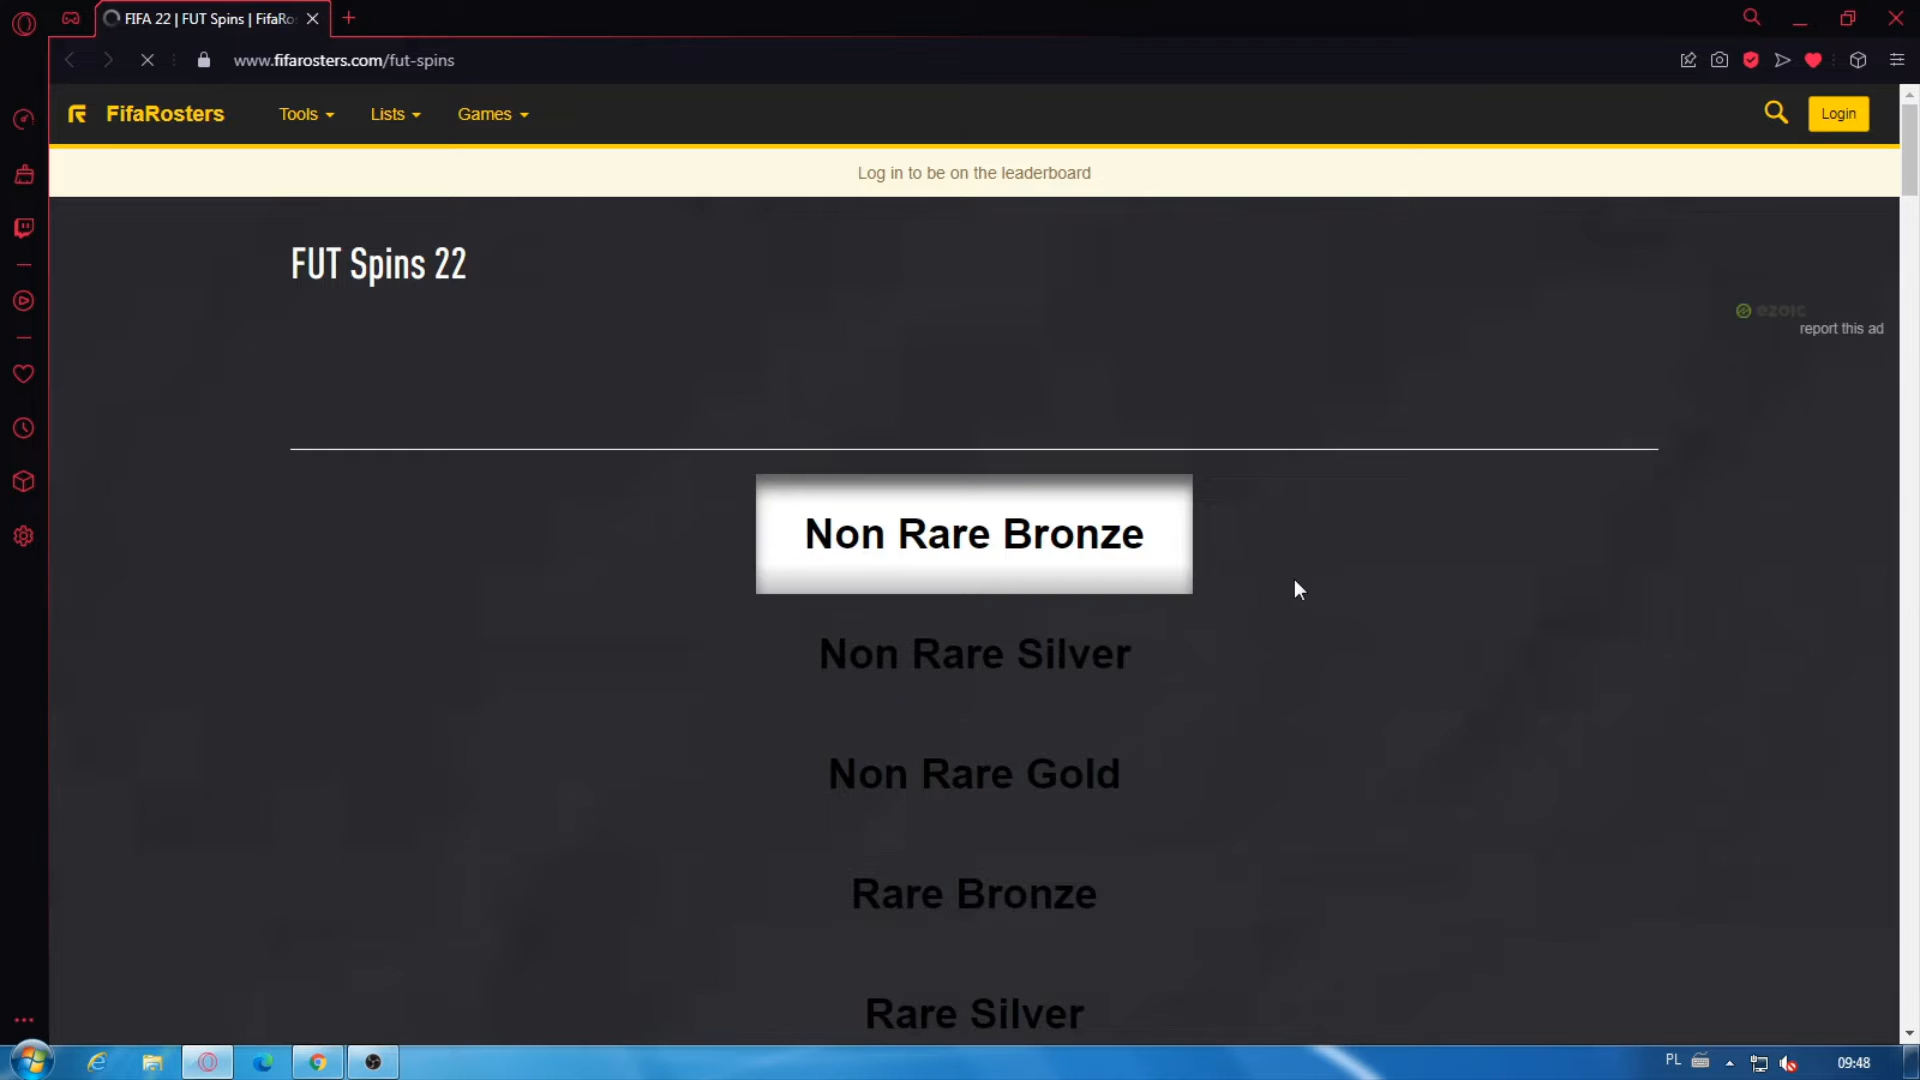 FIFA 22 | FUT Spins | FifaRo
www.fifarosters.com/fut-spins
FifaRosters Tools Lists Games Login
Log in to be on the leaderboard
FUT Spins 22
ezoic
report this ad
Non Rare Bronze
Non Rare Silver
Non Rare Gold
Rare Bronze
Rare Silver
PL 09:48